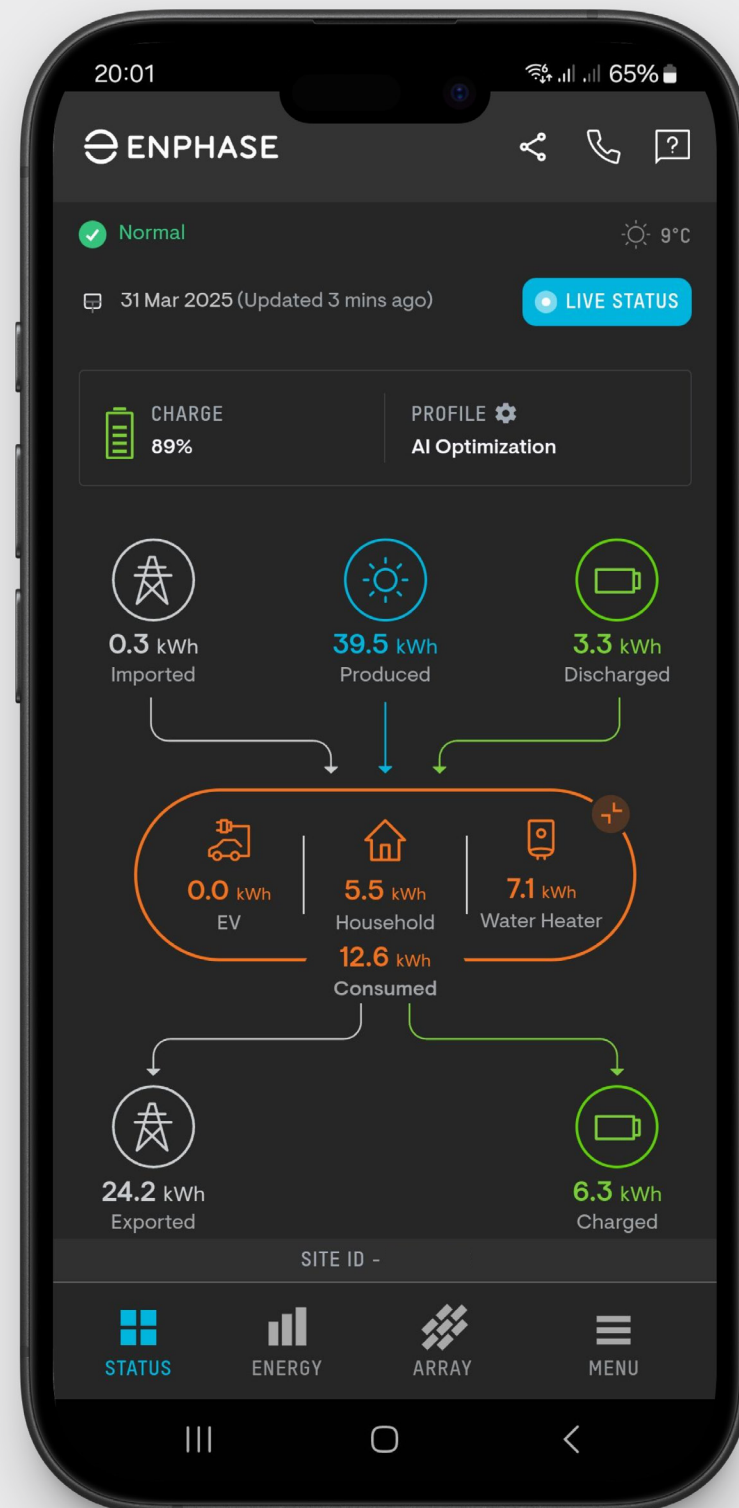 20:01
65%
ENPHASE
?
Normal
9°C
31 Mar 2025 (Updated 3 mins ago)
LIVE STATUS
CHARGE
89%
PROFILE
AI Optimization
0.3 kWh
Imported
39.5 kWh
Produced
3.3 kWh
Discharged
0.0 kWh
EV
5.5 kWh
Household
7.1 kWh
Water Heater
12.6 kWh
Consumed
24.2 kWh
Exported
6.3 kWh
Charged
SITE ID -
STATUS
ENERGY
ARRAY
MENU